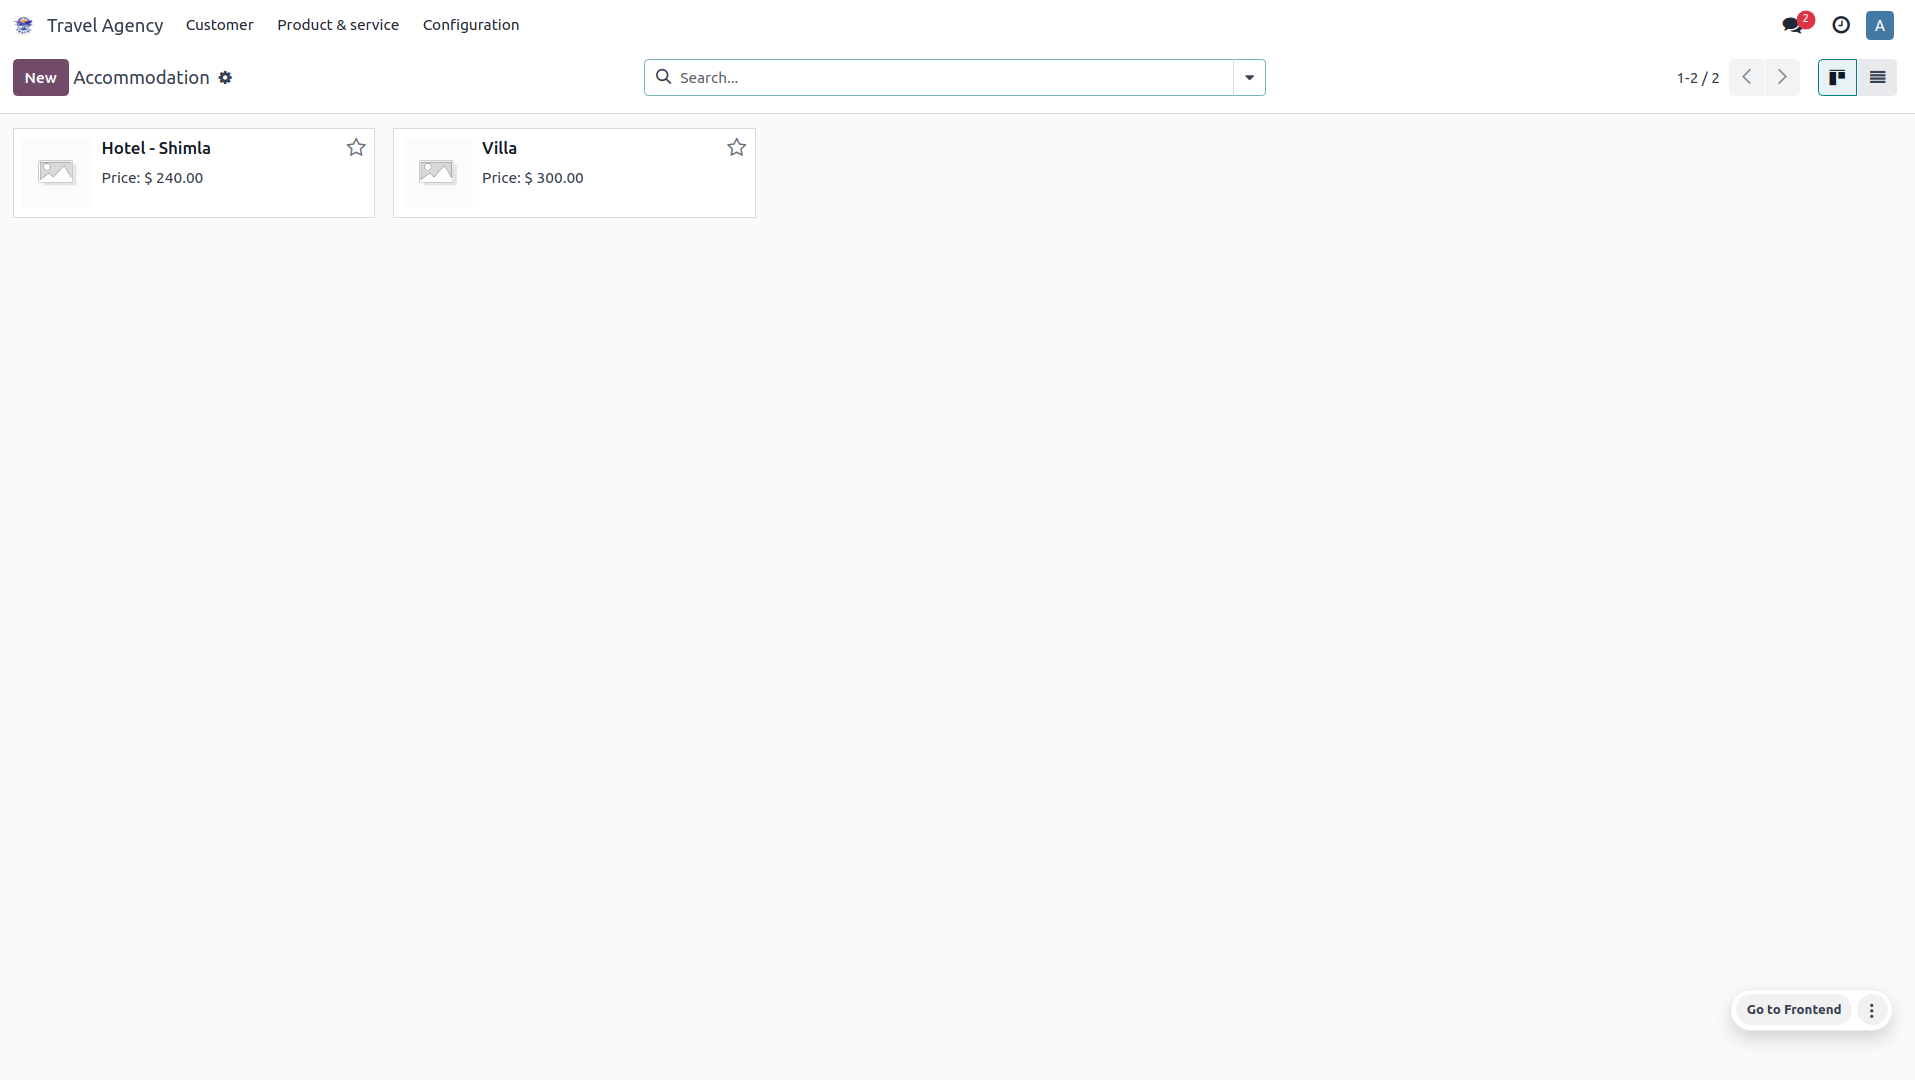 Travel Agency Customer Product & service Configuration 2 A
New Accommodation Search... 1-2 / 2
Hotel - Shimla
Price: $ 240.00
Villa
Price: $ 300.00
Go to Frontend